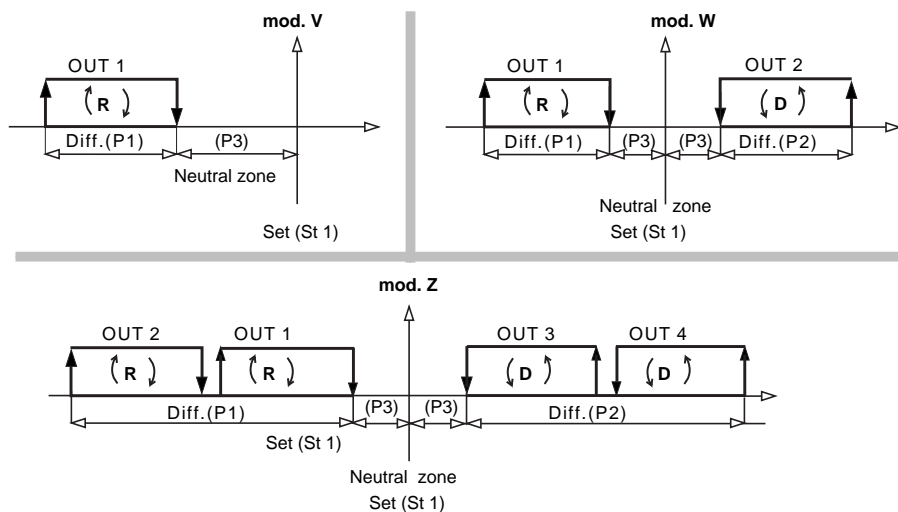 mod. V
OUT 1
R
Diff.(P1)
(P3)
Neutral zone
Set (St 1)
mod. W
OUT 1
OUT 2
R
D
Diff.(P1)
(P3)
(P3)
Diff.(P2)
Neutral zone
Set (St 1)
mod. Z
OUT 2
OUT 1
OUT 3
OUT 4
R
R
D
D
Diff.(P1)
(P3)
(P3)
Diff.(P2)
Set (St 1)
Neutral zone
Set (St 1)